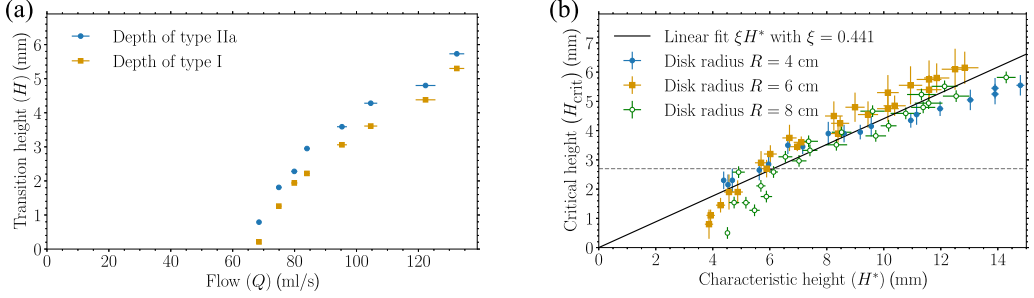 (a)
Transition height (H) (mm)
6
5
4
3
2
1
0
Depth of type IIa
Depth of type I
0 20 40 60 80 100 120
Flow (Q) (ml/s)
(b)
Critical height (H_crit) (mm)
7
6
5
4
3
2
1
0
Linear fit ξH* with ξ = 0.441
Disk radius R = 4 cm
Disk radius R = 6 cm
Disk radius R = 8 cm
0 2 4 6 8 10 12 14
Characteristic height (H*) (mm)